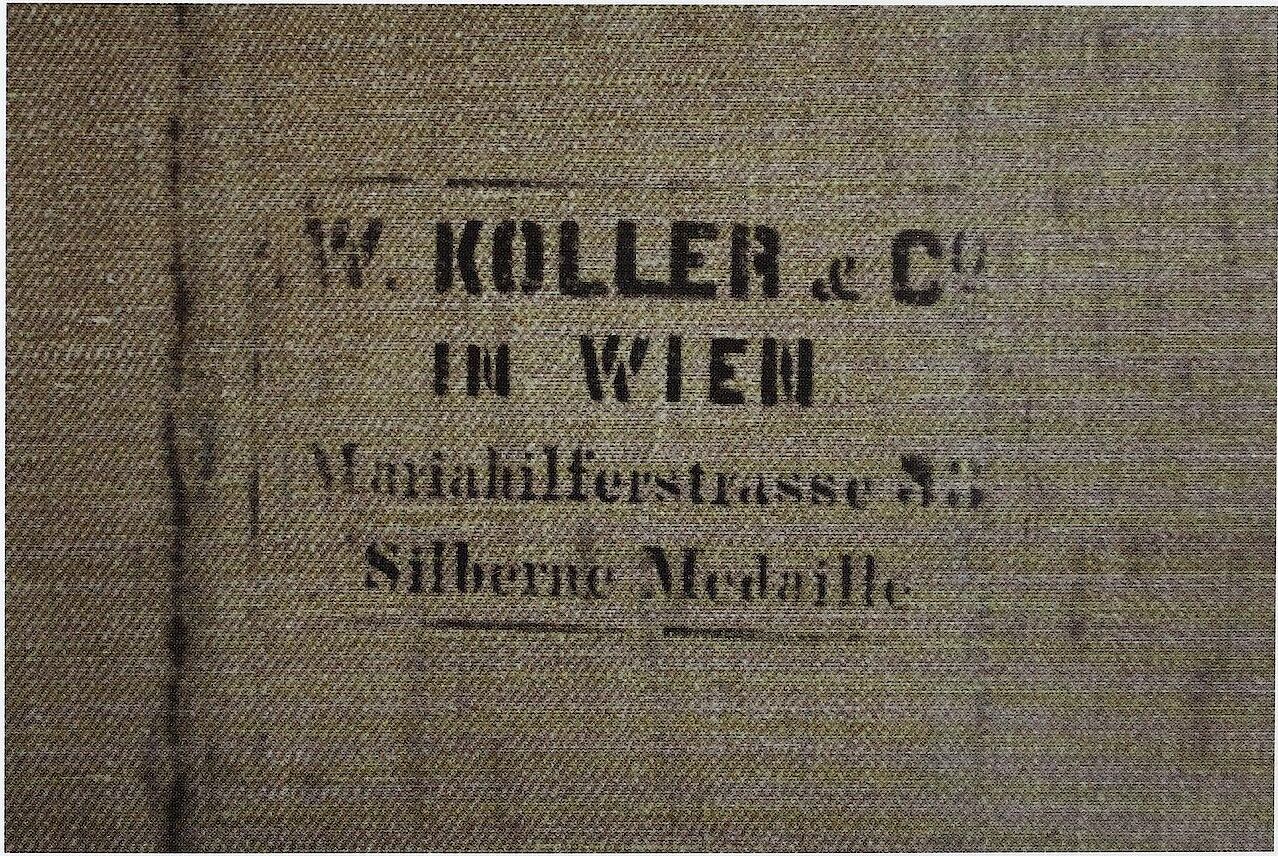 W. KOLLER & Co
IN WIEN
Mariahilferstrasse
Silberne Medaille